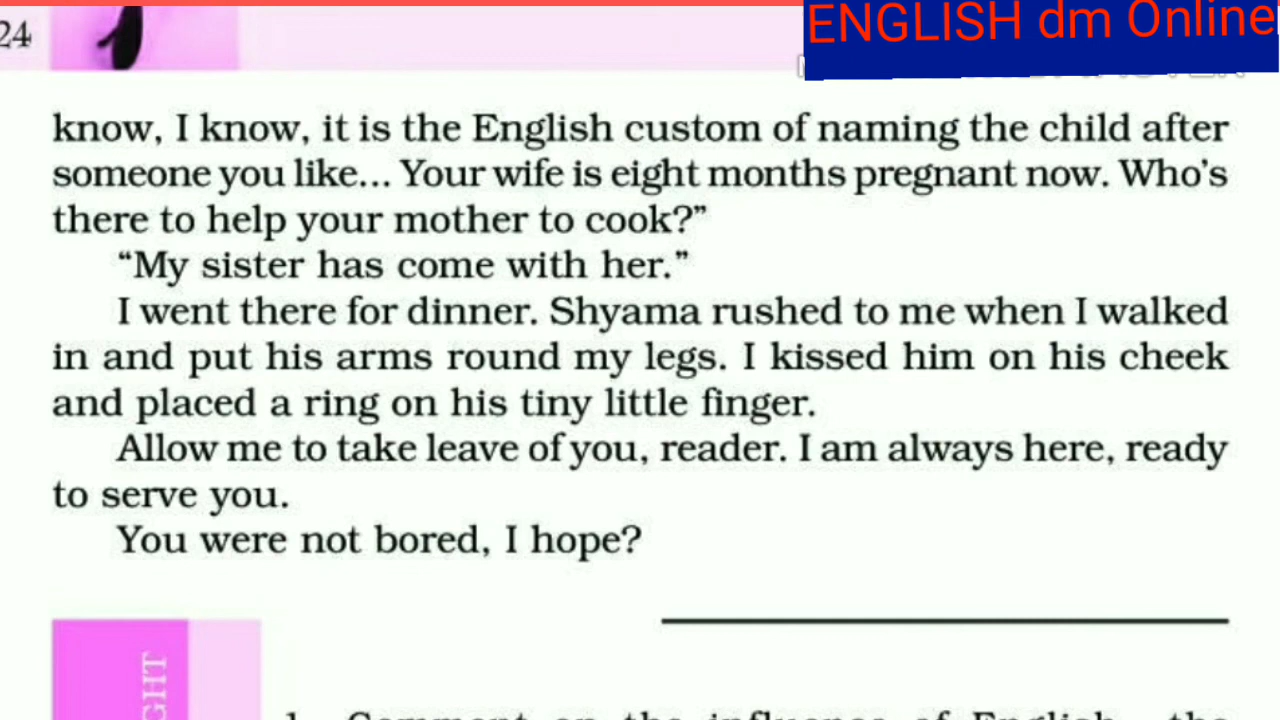 24
ENGLISH dm Online
know, I know, it is the English custom of naming the child after
someone you like... Your wife is eight months pregnant now. Who's
there to help your mother to cook?”
“My sister has come with her.”
I went there for dinner. Shyama rushed to me when I walked
in and put his arms round my legs. I kissed him on his cheek
and placed a ring on his tiny little finger.
Allow me to take leave of you, reader. I am always here, ready
to serve you.
You were not bored, I hope?
GHT
1. Comment on the influence of English the